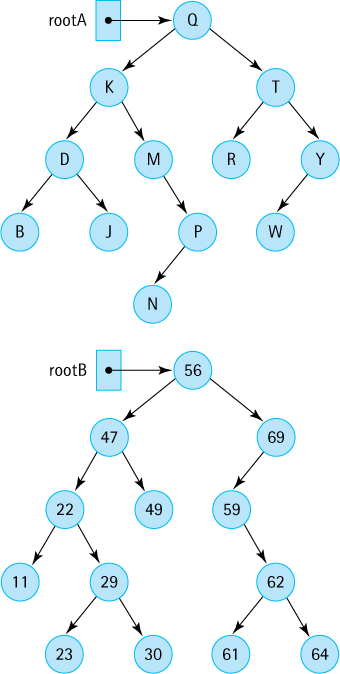 rootA Q
K T
D M R Y
B J P W
N
rootB 56
47 69
22 49 59
11 29 62
23 30 61 64